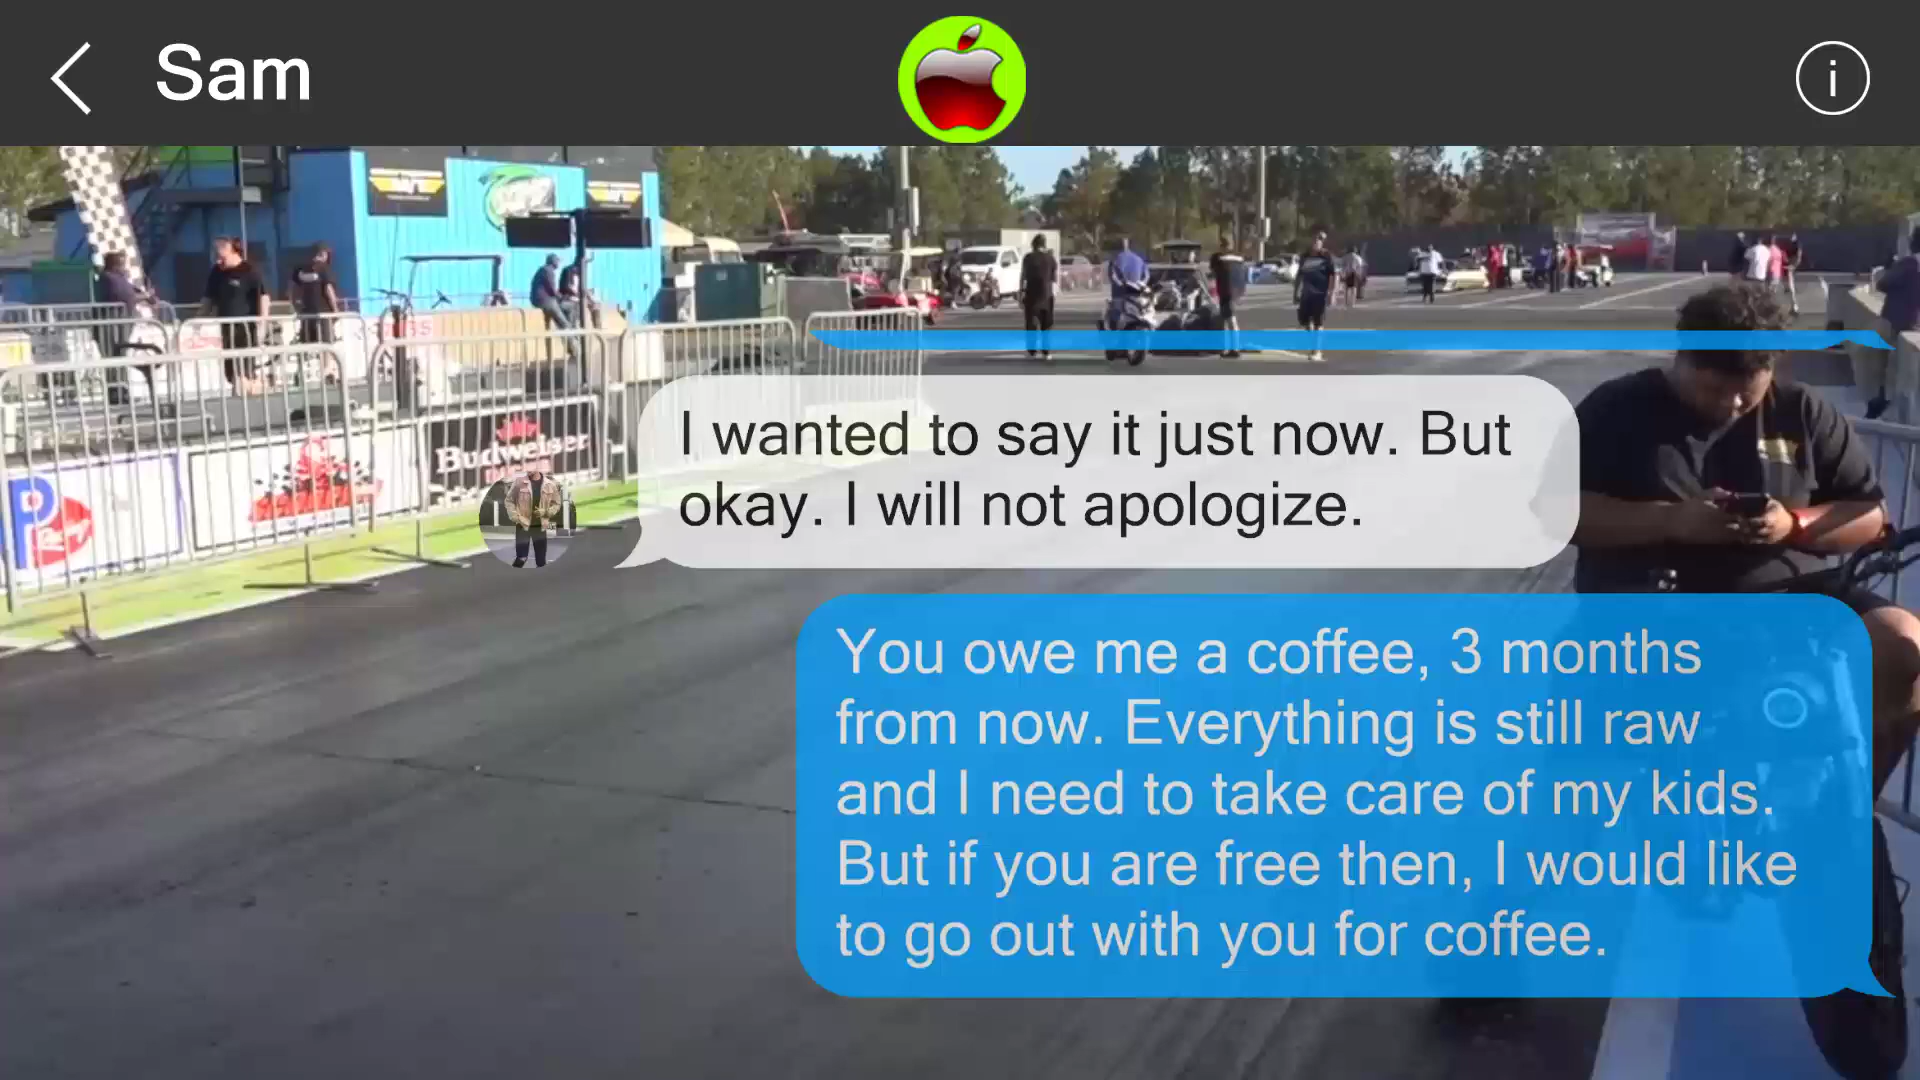 Sam
i
I wanted to say it just now. But
okay. I will not apologize.
Budweiser
P
You owe me a coffee, 3 months
from now. Everything is still raw
and I need to take care of my kids.
But if you are free then, I would like
to go out with you for coffee.